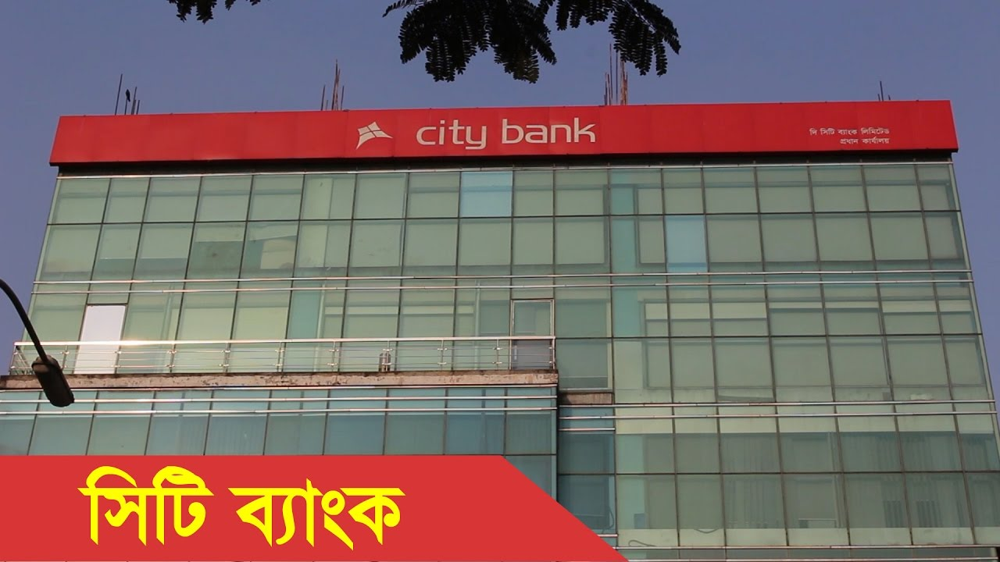 city bank
দি সিটি ব্যাংক লিমিটেড
প্রধান কার্যালয়
সিটি ব্যাংক